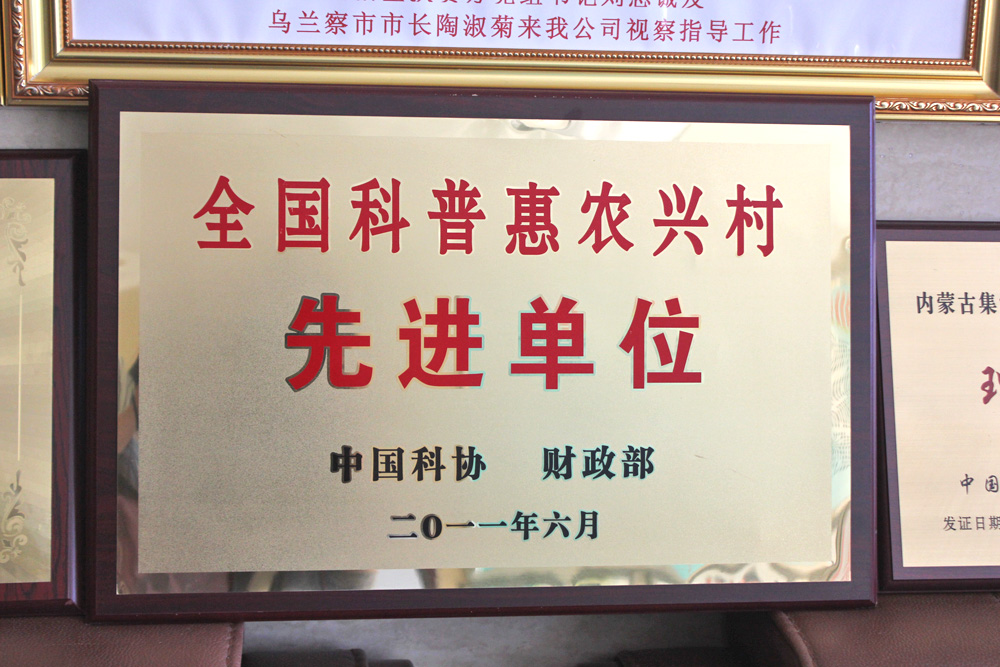 乌兰察市市长陶淑菊来我公司视察指导工作
全国科普惠农兴村
先进单位
中国科协 财政部
二0一一年六月
内蒙古集
中国
发证日期